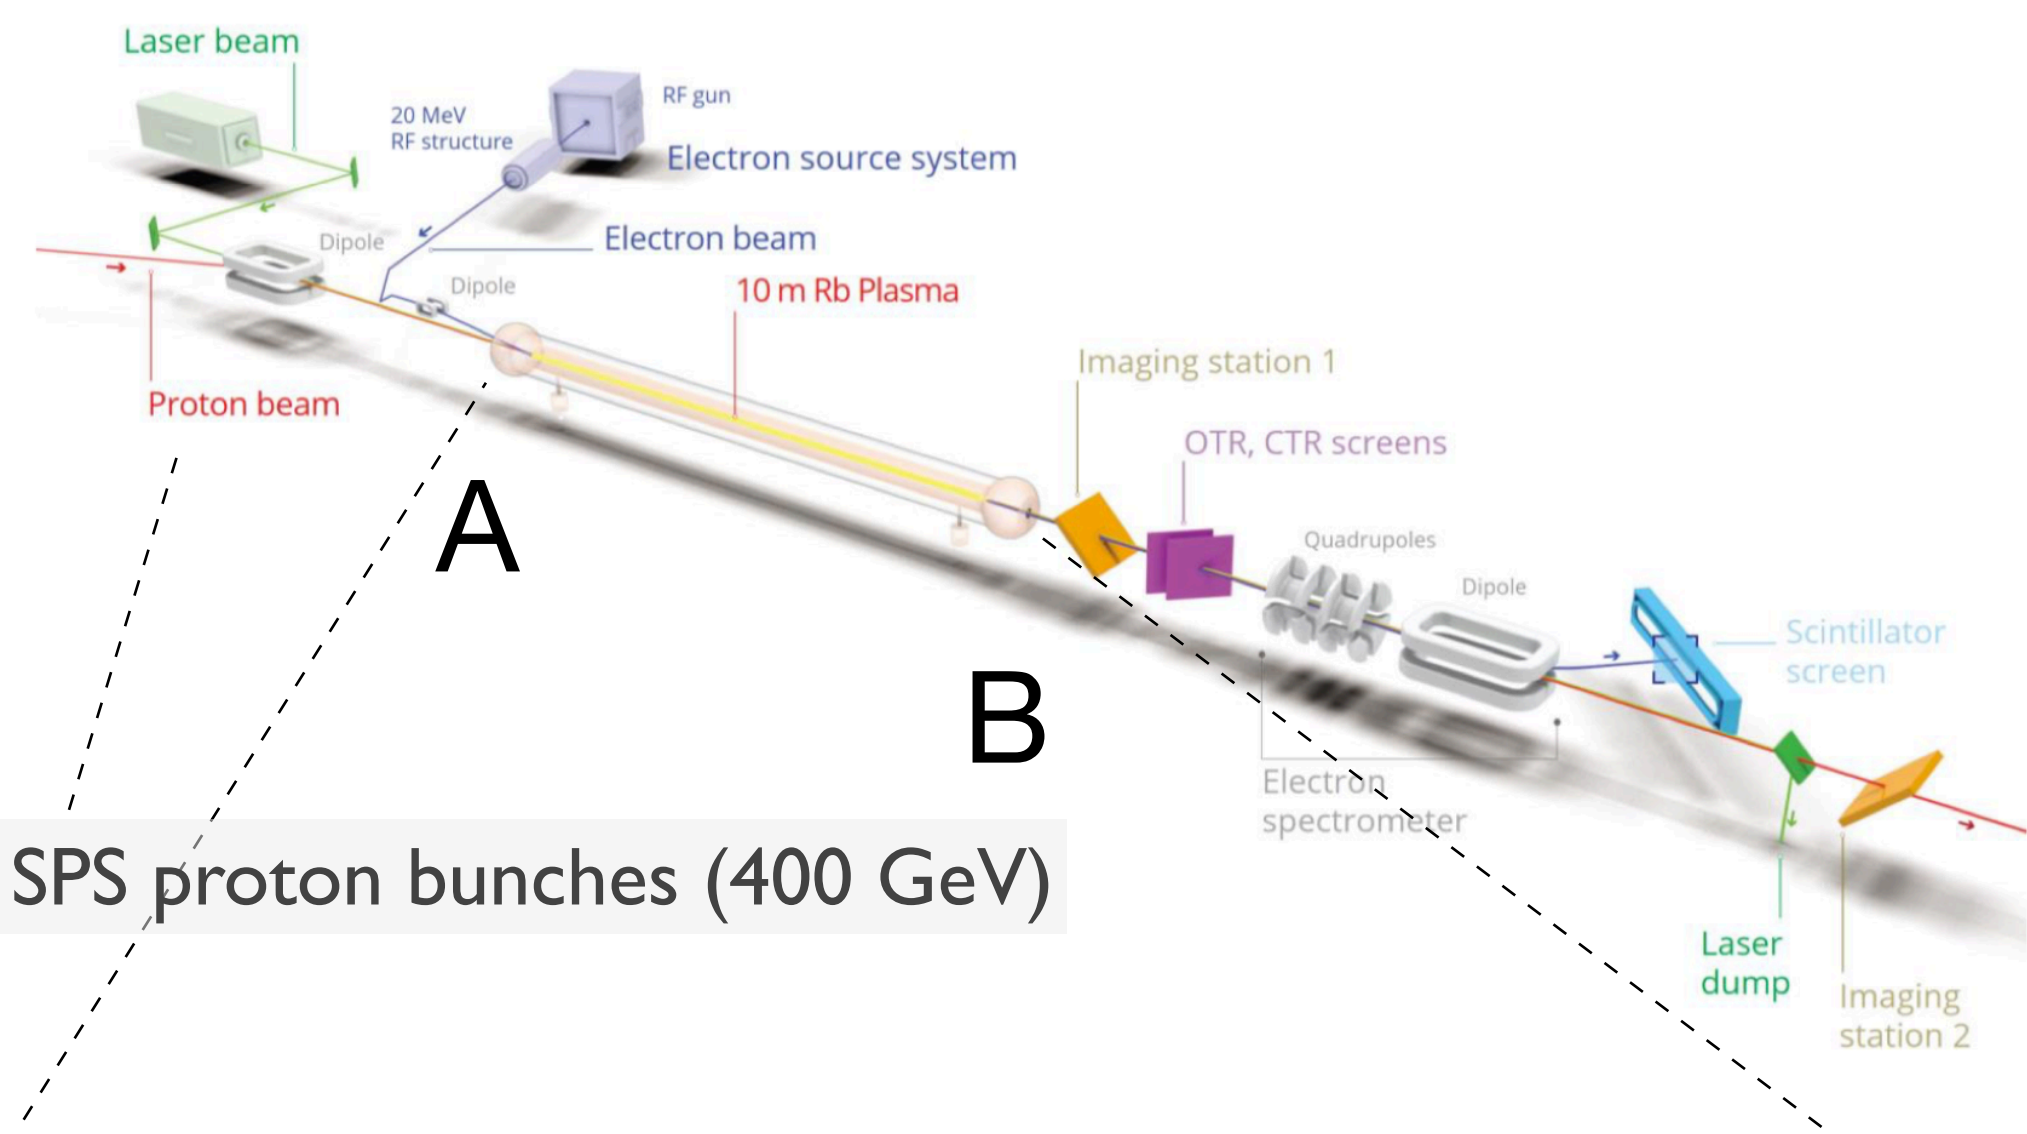 Laser beam
20 MeV
RF structure
RF gun
Electron source system
Dipole
Electron beam
Dipole
10 m Rb Plasma
Proton beam
Imaging station 1
OTR, CTR screens
A
Quadrupoles
Dipole
Scintillator
screen
B
Electron
spectrometer
SPS proton bunches (400 GeV)
Laser
dump
Imaging
station 2